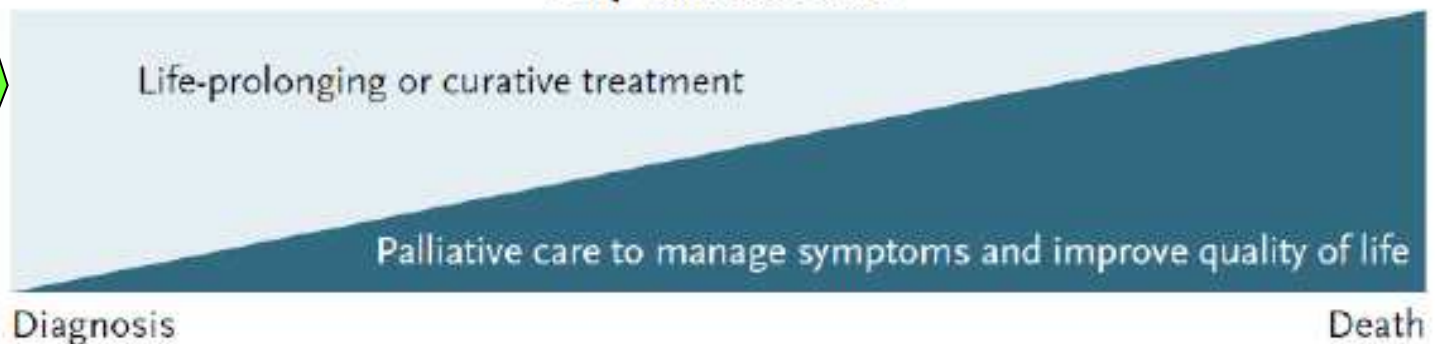 Life-prolonging or curative treatment
Palliative care to manage symptoms and improve quality of life
Diagnosis
Death